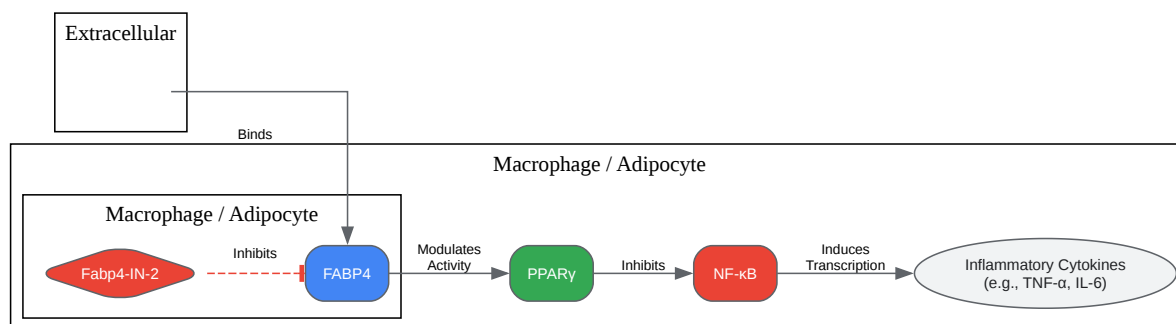 Extracellular
Binds
Macrophage / Adipocyte
Macrophage / Adipocyte
Fabp4-IN-2
Inhibits
FABP4
Modulates
Activity
PPARγ
Inhibits
NF-κB
Induces
Transcription
Inflammatory Cytokines
(e.g., TNF-α, IL-6)